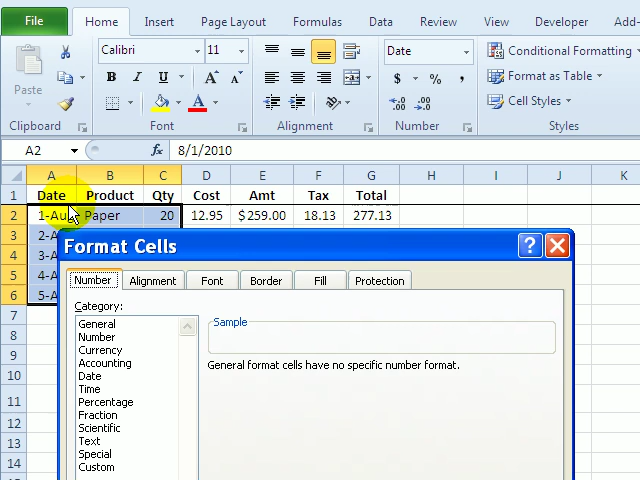 File Home Insert Page Layout Formulas Data Review View Developer
Calibri 11 Date Conditional Formatting
Paste B I U A A $ % , Format as Table
A .0 .00 Cell Styles
Clipboard Font Alignment Number Styles
A2 fx 8/1/2010
A B C D E F G H I J K
1 Date Product Qty Cost Amt Tax Total
2 1-Au Paper 20 12.95 $259.00 18.13 277.13
3 2-A
4 3-A
5 4-A
6 5-A
7
8
9
10
11
12
13
14
Format Cells ?
Number Alignment Font Border Fill Protection
Category:
General
Number
Currency
Accounting
Date
Time
Percentage
Fraction
Scientific
Text
Special
Custom
Sample
General format cells have no specific number format.